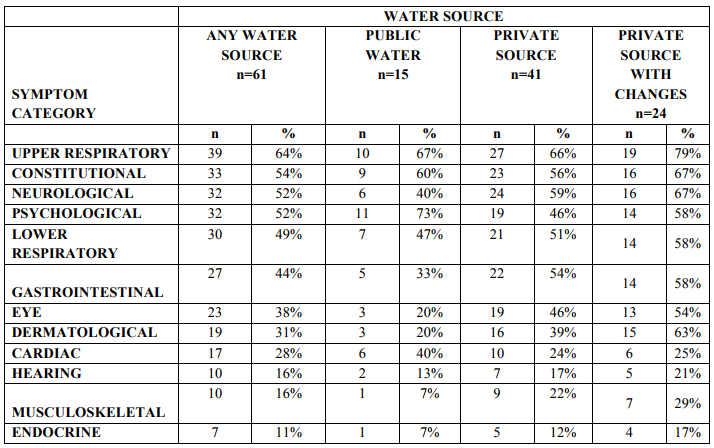 WATER SOURCE
SYMPTOM CATEGORY | ANY WATER SOURCE n=61 | PUBLIC WATER n=15 | PRIVATE SOURCE n=41 | PRIVATE SOURCE WITH CHANGES n=24
n % n % n % n %
UPPER RESPIRATORY 39 64% 10 67% 27 66% 19 79%
CONSTITUTIONAL 33 54% 9 60% 23 56% 16 67%
NEUROLOGICAL 32 52% 6 40% 24 59% 16 67%
PSYCHOLOGICAL 32 52% 11 73% 19 46% 14 58%
LOWER RESPIRATORY 30 49% 7 47% 21 51% 14 58%
GASTROINTESTINAL 27 44% 5 33% 22 54% 14 58%
EYE 23 38% 3 20% 19 46% 13 54%
DERMATOLOGICAL 19 31% 3 20% 16 39% 15 63%
CARDIAC 17 28% 6 40% 10 24% 6 25%
HEARING 10 16% 2 13% 7 17% 5 21%
MUSCULOSKELETAL 10 16% 1 7% 9 22% 7 29%
ENDOCRINE 7 11% 1 7% 5 12% 4 17%